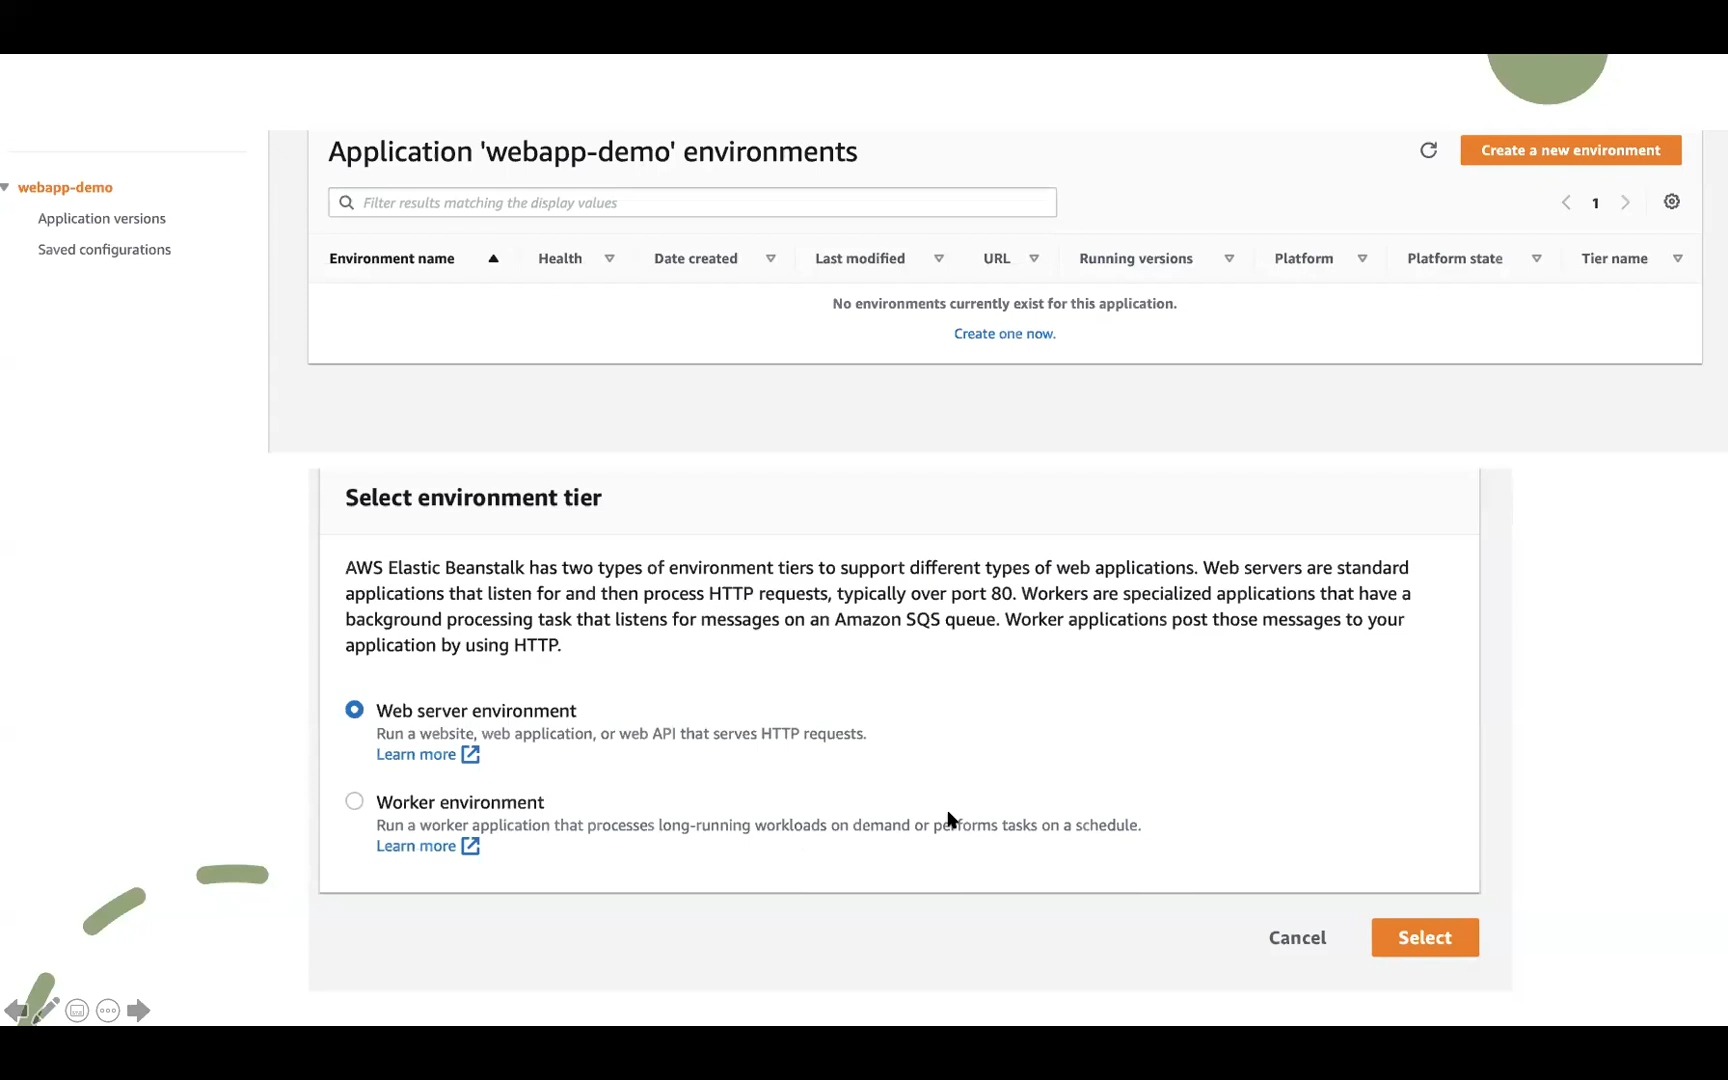 Application 'webapp-demo' environments
Create a new environment
webapp-demo
Application versions
Saved configurations
Filter results matching the display values
1
Environment name Health Date created Last modified URL Running versions Platform Platform state Tier name
No environments currently exist for this application.
Create one now.
Select environment tier
AWS Elastic Beanstalk has two types of environment tiers to support different types of web applications. Web servers are standard
applications that listen for and then process HTTP requests, typically over port 80. Workers are specialized applications that have a
background processing task that listens for messages on an Amazon SQS queue. Worker applications post those messages to your
application by using HTTP.
Web server environment
Run a website, web application, or web API that serves HTTP requests.
Learn more
Worker environment
Run a worker application that processes long-running workloads on demand or performs tasks on a schedule.
Learn more
Cancel
Select